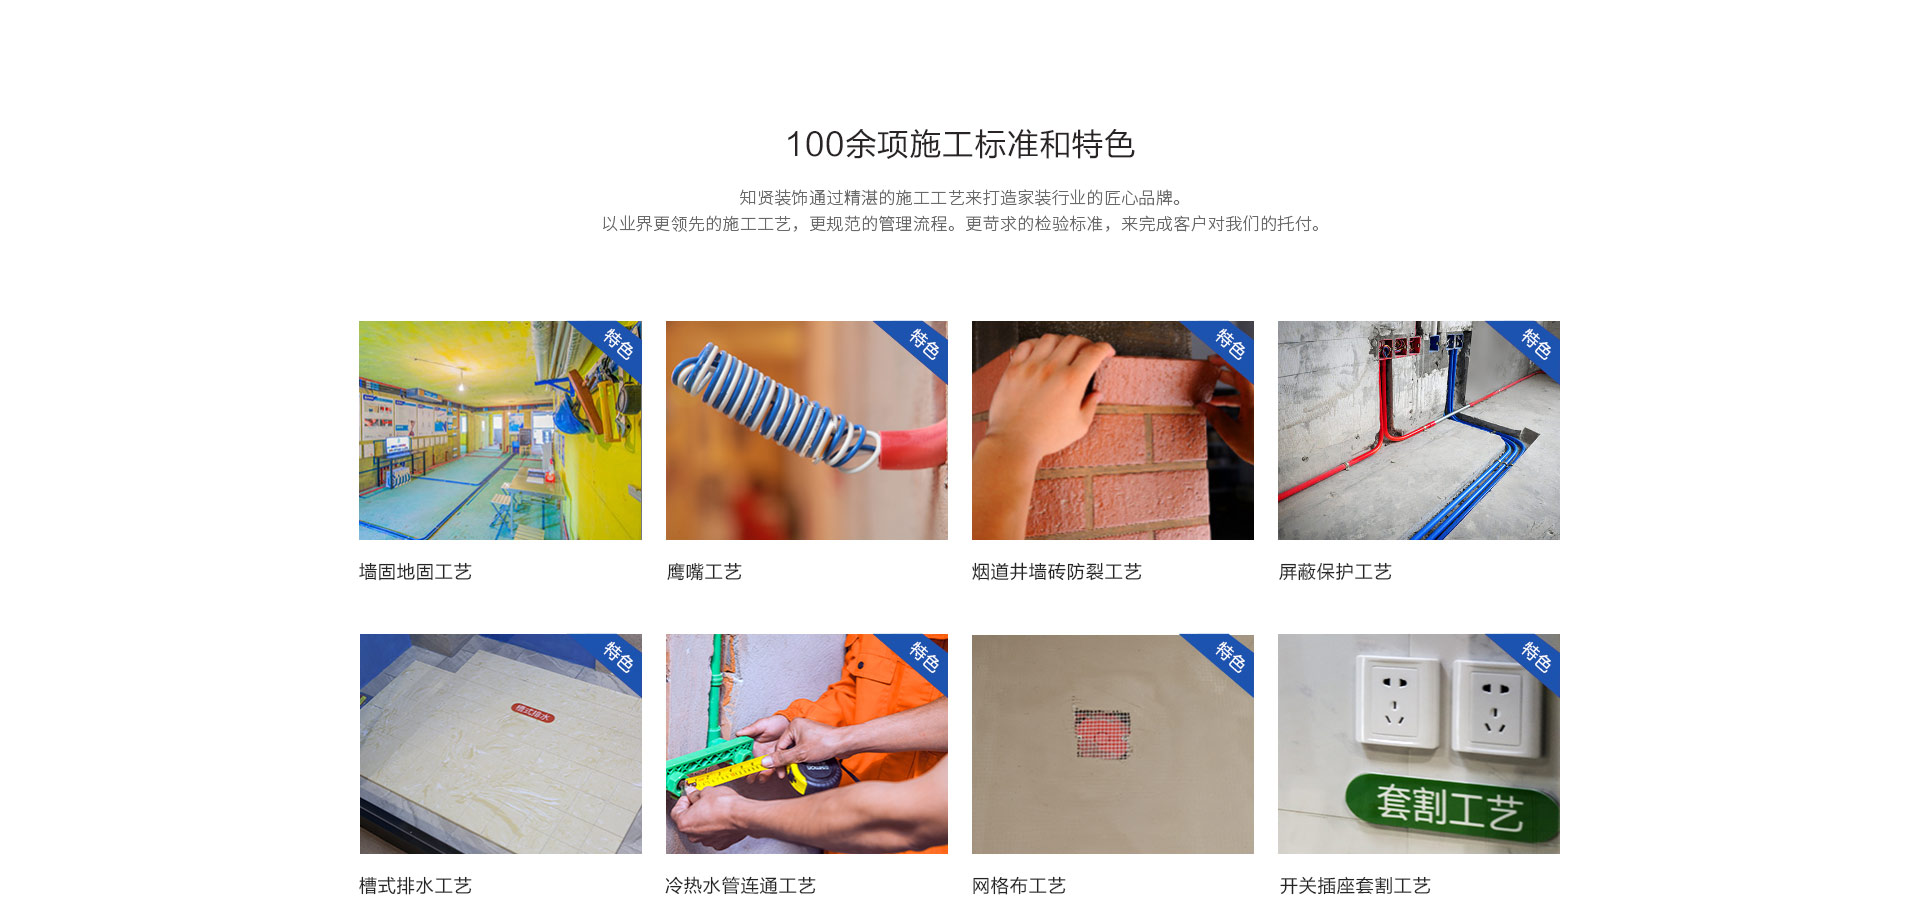 100余项施工标准和特色
知贤装饰通过精湛的施工工艺来打造家装行业的匠心品牌。
以业界更领先的施工工艺，更规范的管理流程。更苛求的检验标准，来完成客户对我们的托付。
特色
特色
特色
特色
墙固地固工艺
鹰嘴工艺
烟道井墙砖防裂工艺
屏蔽保护工艺
特色
特色
特色
特色
槽式排水
套割工艺
槽式排水工艺
冷热水管连通工艺
网格布工艺
开关插座套割工艺